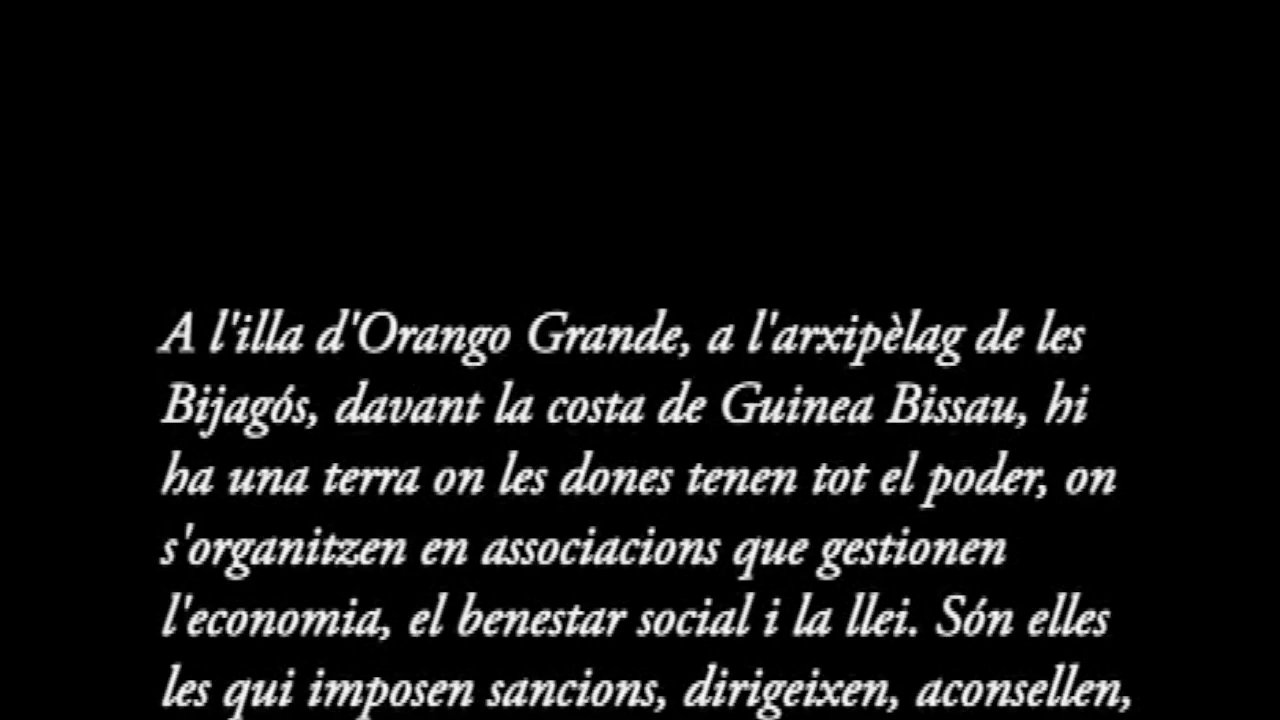 A l'illa d'Orango Grande, a l'arxipèlag de les
Bijagós, davant la costa de Guinea Bissau, hi
ha una terra on les dones tenen tot el poder, on
s'organitzen en associacions que gestionen
l'economia, el benestar social i la llei. Són elles
les qui imposen sancions, dirigeixen, aconsellen,